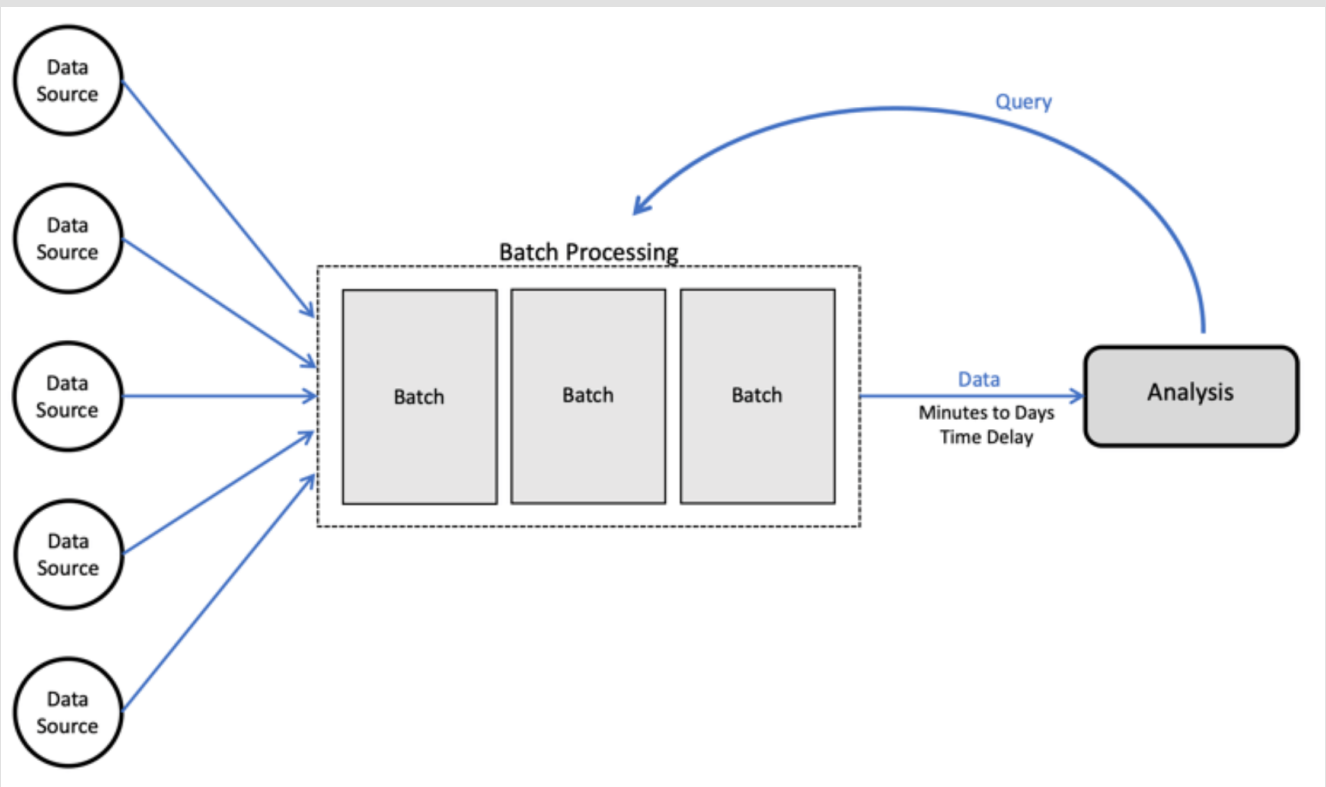 Data
Source
Data
Source
Data
Source
Data
Source
Data
Source
Query
Batch Processing
Batch
Batch
Batch
Data
Minutes to Days
Time Delay
Analysis